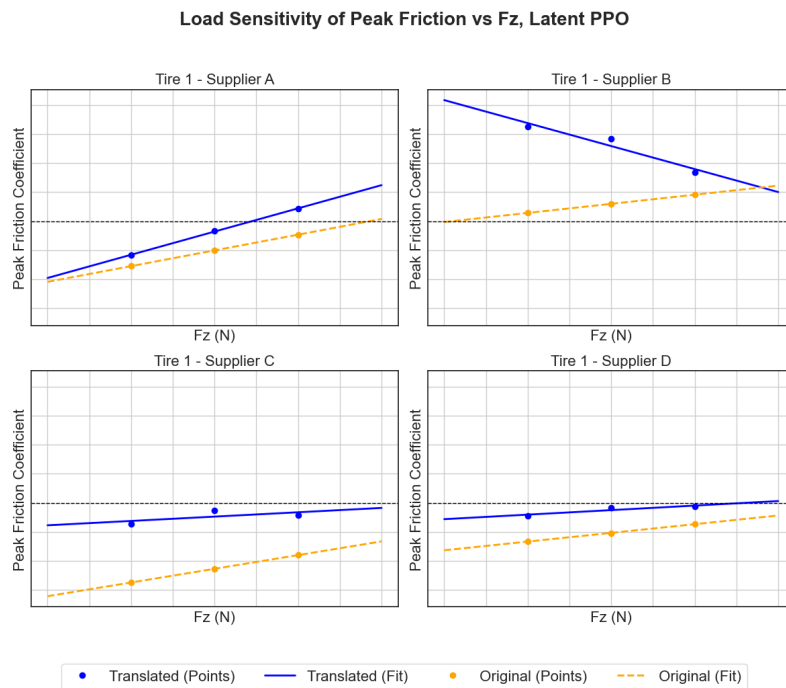 Load Sensitivity of Peak Friction vs Fz, Latent PPO
Tire 1 - Supplier A
Peak Friction Coefficient
Fz (N)
Tire 1 - Supplier B
Peak Friction Coefficient
Fz (N)
Tire 1 - Supplier C
Peak Friction Coefficient
Fz (N)
Tire 1 - Supplier D
Peak Friction Coefficient
Fz (N)
Translated (Points) Translated (Fit) Original (Points) Original (Fit)